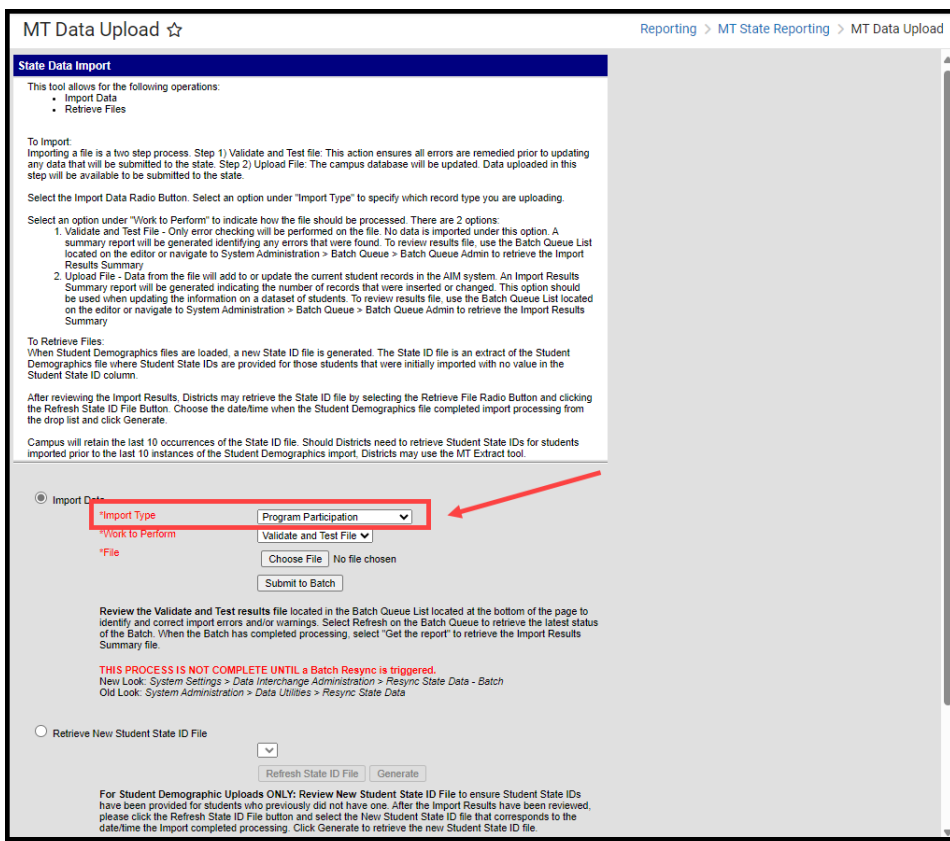 MT Data Upload ☆
Reporting > MT State Reporting > MT Data Upload
State Data Import
This tool allows for the following operations:
• Import Data
• Retrieve Files
To Import:
Importing a file is a two step process. Step 1) Validate and Test file: This action ensures all errors are remedied prior to updating
any data that will be submitted to the state. Step 2) Upload File: The campus database will be updated. Data uploaded in this
step will be available to be submitted to the state.
Select the Import Data Radio Button. Select an option under "Import Type" to specify which record type you are uploading.
Select an option under "Work to Perform" to indicate how the file should be processed. There are 2 options:
1. Validate and Test File - Only error checking will be performed on the file. No data is imported under this option. A
summary report will be generated identifying any errors that were found. To review results file, use the Batch Queue List
located on the editor or navigate to System Administration > Batch Queue > Batch Queue Admin to retrieve the Import
Results Summary
2. Upload File - Data from the file will add to or update the current student records in the AIM system. An Import Results
Summary report will be generated indicating the number of records that were inserted or changed. This option should
be used when updating the information on a dataset of students. To review results file, use the Batch Queue List located
on the editor or navigate to System Administration > Batch Queue > Batch Queue Admin to retrieve the Import Results
Summary
To Retrieve Files:
When Student Demographics files are loaded, a new State ID file is generated. The State ID file is an extract of the Student
Demographics file where Student State IDs are provided for those students that were initially imported with no value in the
Student State ID column.
After reviewing the Import Results, Districts may retrieve the State ID file by selecting the Retrieve File Radio Button and clicking
the Refresh State ID File Button. Choose the date/time when the Student Demographics file completed import processing from
the drop list and click Generate.
Campus will retain the last 10 occurrences of the State ID file. Should Districts need to retrieve Student State IDs for students
imported prior to the last 10 instances of the Student Demographics import, Districts may use the MT Extract tool.
Import Data
*Import Type Program Participation
*Work to Perform Validate and Test File
*File Choose File No file chosen
Submit to Batch
Review the Validate and Test results file located in the Batch Queue List located at the bottom of the page to
identify and correct import errors and/or warnings. Select Refresh on the Batch Queue to retrieve the latest status
of the Batch. When the Batch has completed processing, select "Get the report" to retrieve the Import Results
Summary file.
THIS PROCESS IS NOT COMPLETE UNTIL a Batch Resync is triggered.
New Look: System Settings > Data Interchange Administration > Resync State Data - Batch
Old Look: System Administration > Data Utilities > Resync State Data
Retrieve New Student State ID File
Refresh State ID File Generate
For Student Demographic Uploads ONLY: Review New Student State ID File to ensure Student State IDs
have been provided for students who previously did not have one. After the Import Results have been reviewed,
please click the Refresh State ID File button and select the New Student State ID file that corresponds to the
date/time the Import completed processing. Click Generate to retrieve the new Student State ID file.